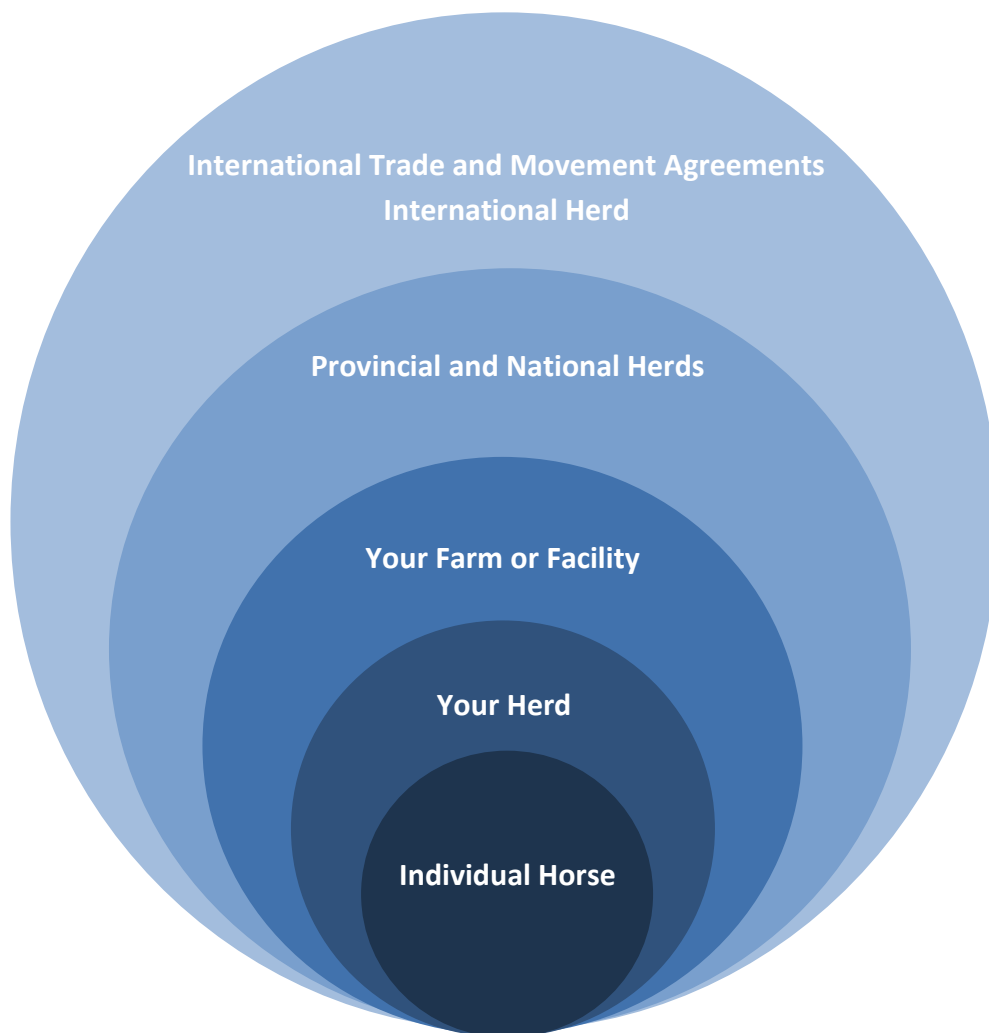 International Trade and Movement Agreements
International Herd
Provincial and National Herds
Your Farm or Facility
Your Herd
Individual Horse